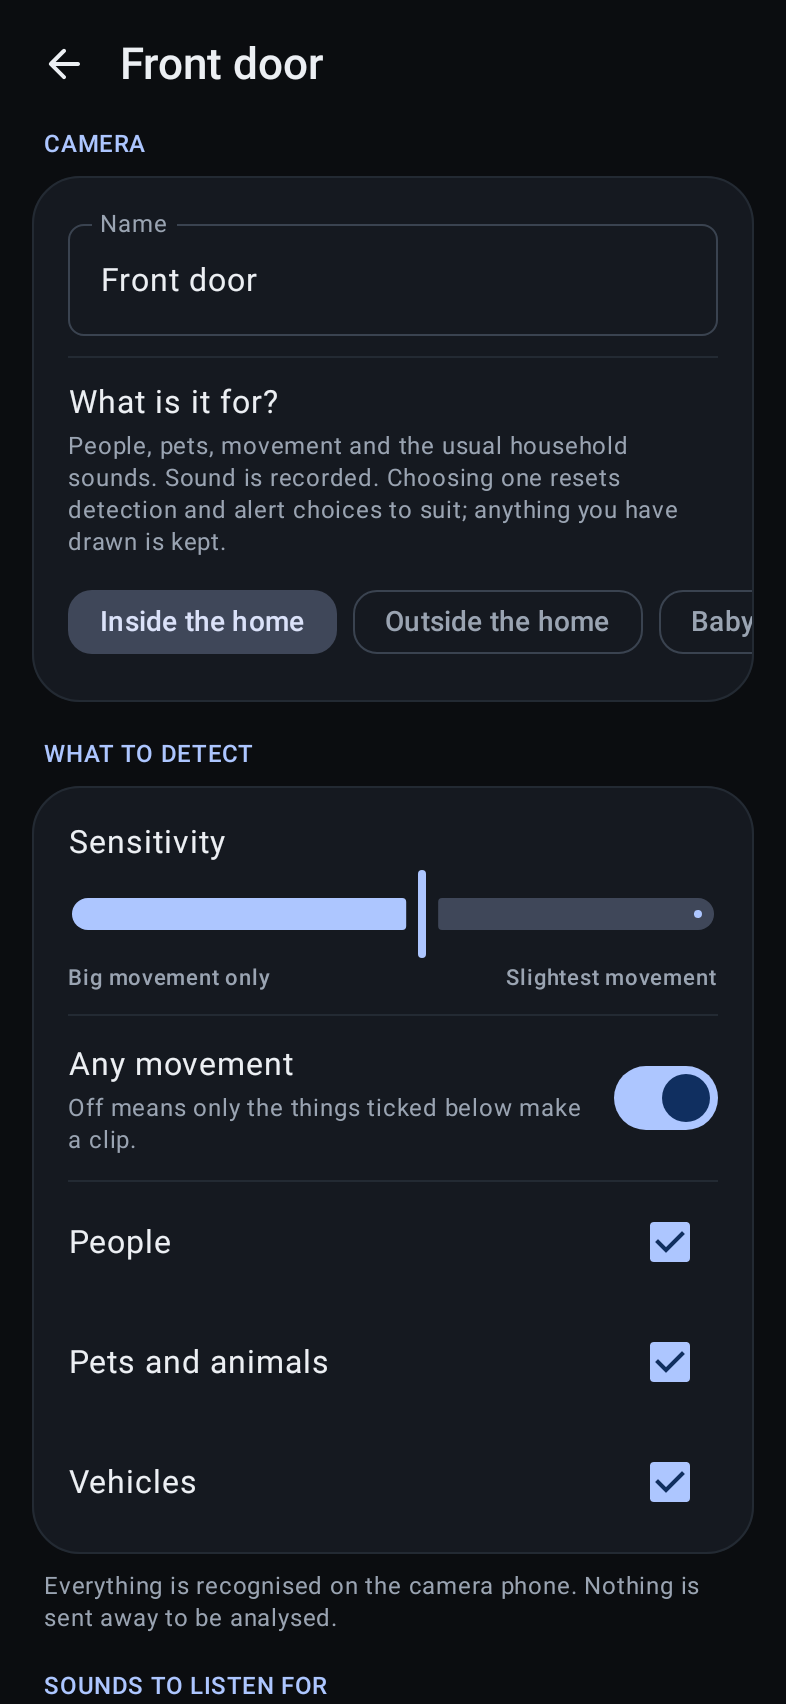 Front door
CAMERA
Name
Front door
What is it for?
People, pets, movement and the usual household
sounds. Sound is recorded. Choosing one resets
detection and alert choices to suit; anything you have
drawn is kept.
Inside the home
Outside the home
Baby
WHAT TO DETECT
Sensitivity
Big movement only
Slightest movement
Any movement
Off means only the things ticked below make
a clip.
People
Pets and animals
Vehicles
Everything is recognised on the camera phone. Nothing is
sent away to be analysed.
SOUNDS TO LISTEN FOR